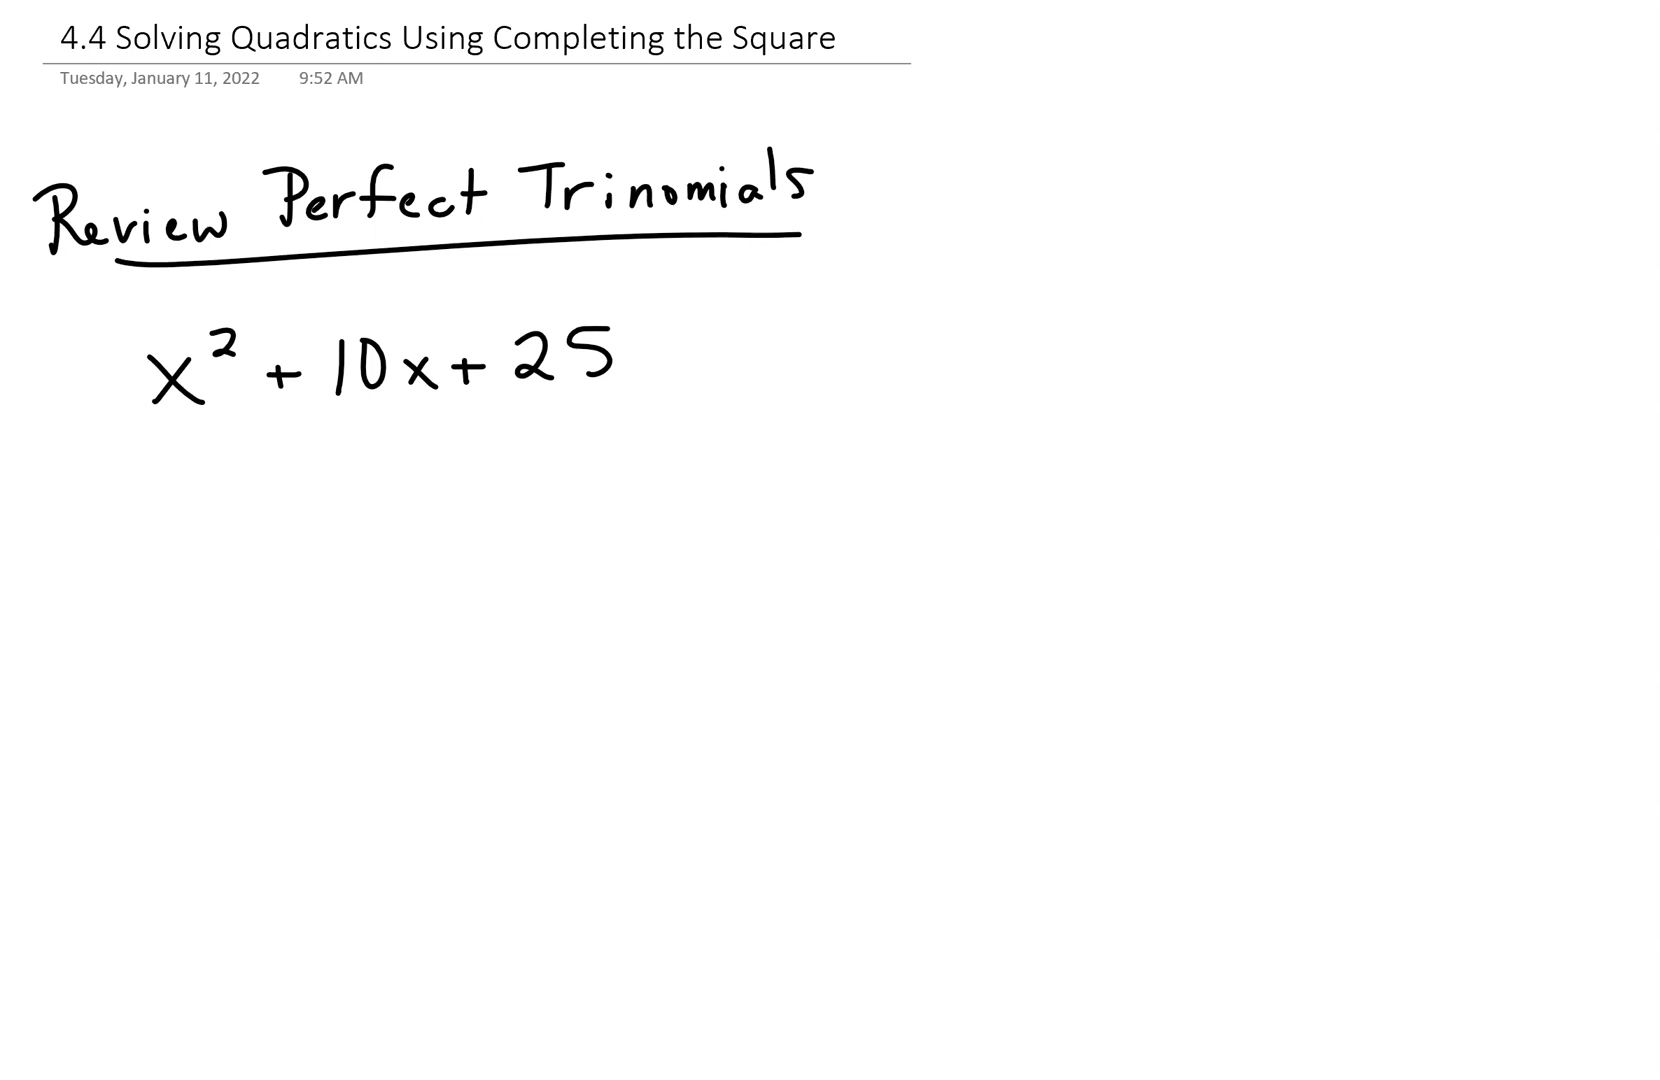 4.4 Solving Quadratics Using Completing the Square
Tuesday, January 11, 2022 9:52 AM
Review Perfect Trinomials
x² + 10x + 25